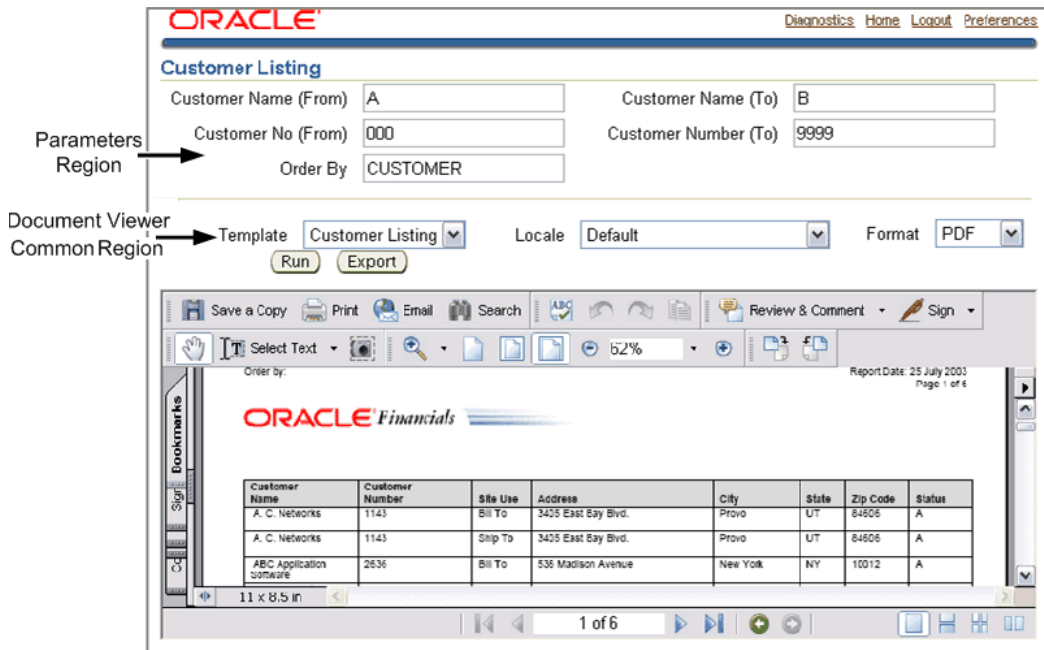 ORACLE
Diagnostics Home Logout Preferences
Customer Listing
Customer Name (From) A Customer Name (To) B
Customer No (From) 000 Customer Number (To) 9999
Order By CUSTOMER
Parameters
Region
Document Viewer
Common Region
Template Customer Listing Locale Default Format PDF
Run Export
Save a Copy Print Email Search Review & Comment Sign
Select Text 62%
Order by: Report Date: 25 July 2003
Page 1 of 6
ORACLE Financials
Bookmarks
Customer Name Customer Number Site Use Address City State Zip Code Status
A. C. Networks 1143 Bill To 3405 East Bay Blvd. Provo UT 84606 A
A. C. Networks 1143 Ship To 3405 East Bay Blvd. Provo UT 84606 A
ABC Application Software 2636 Bill To 535 Madison Avenue New York NY 10012 A
11 x 8.5 in
1 of 6